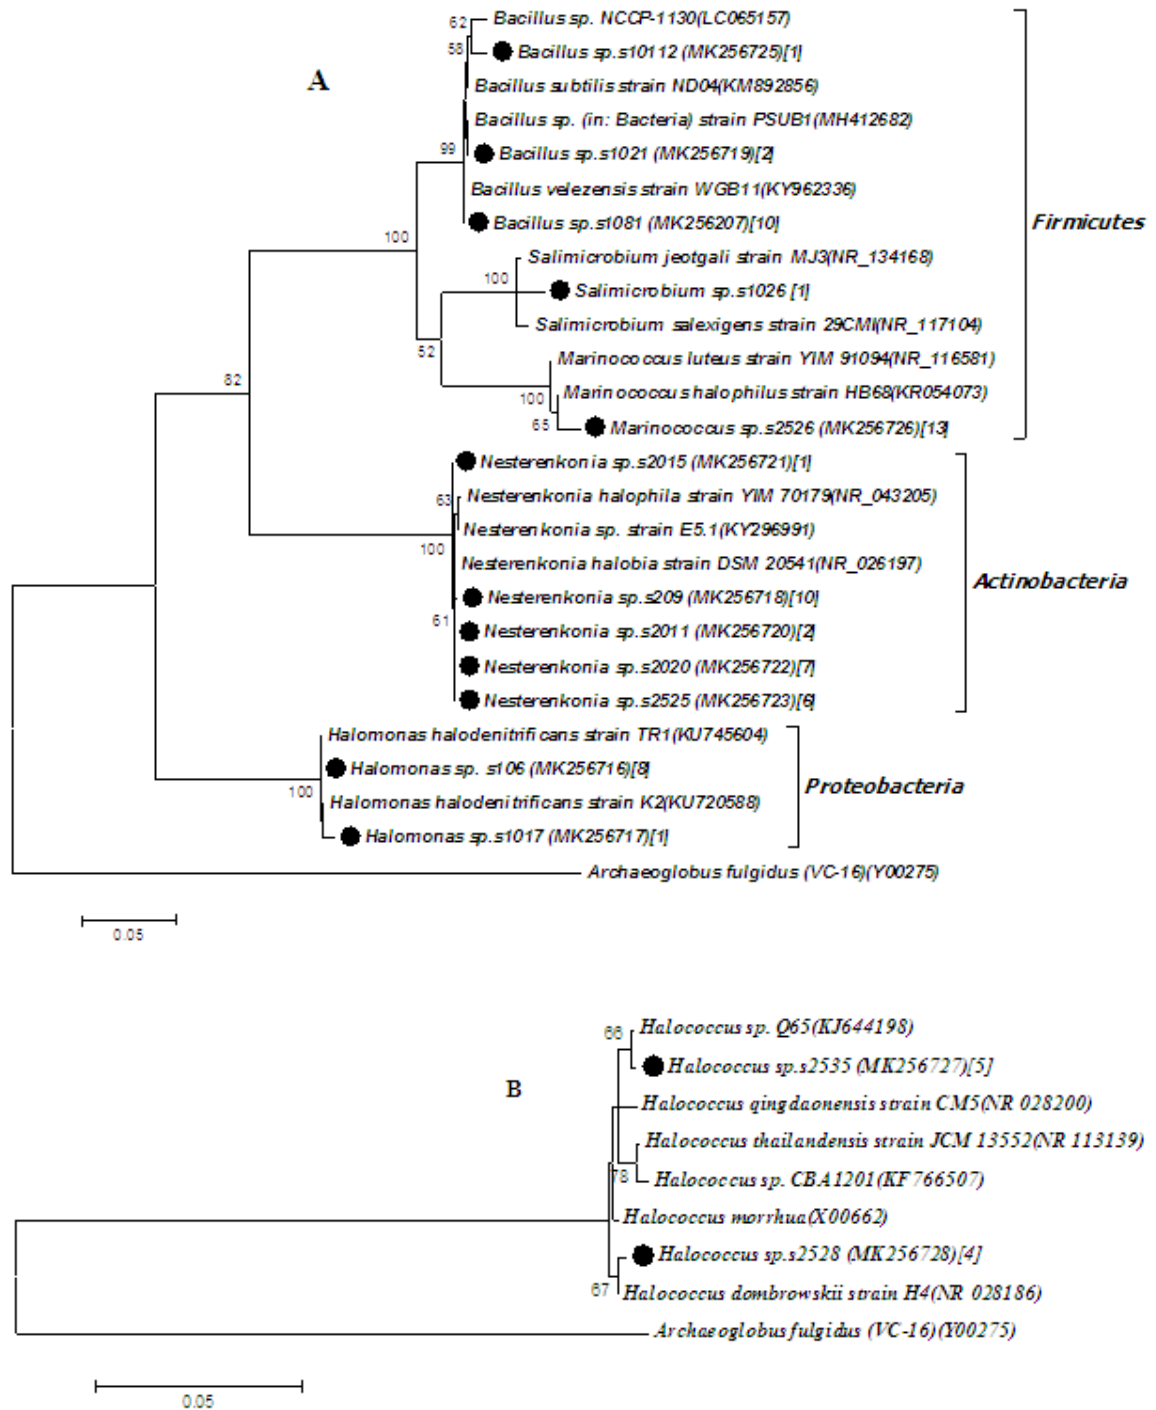 62
Bacillus sp. NCCP-1130(LC065157)
58
Bacillus sp.s10112 (MK256725)[1]
A
Bacillus subtilis strain ND04(KM892856)
Bacillus sp. (in: Bacteria) strain PSUB1(MH412682)
99
Bacillus sp.s1021 (MK256719)[2]
Bacillus velezensis strain WGB11(KY962336)
Bacillus sp.s1081 (MK256207)[10]
Firmicutes
100
Salimicrobium jeotgali strain MJ3(NR_134168)
100
Salimicrobium sp.s1026 [1]
Salimicrobium salexigens strain 29CMI(NR_117104)
52
Marinococcus luteus strain YIM 91094(NR_116581)
82
Marinococcus halophilus strain HB68(KR054073)
100
65
Marinococcus sp.s2526 (MK256726)[13]
Nesterenkonia sp.s2015 (MK256721)[1]
63
Nesterenkonia halophila strain YIM 70179(NR_043205)
Nesterenkonia sp. strain E5.1(KY296991)
100
Nesterenkonia halobia strain DSM 20541(NR_026197)
Actinobacteria
Nesterenkonia sp.s209 (MK256718)[10]
61
Nesterenkonia sp.s2011 (MK256720)[2]
Nesterenkonia sp.s2020 (MK256722)[7]
Nesterenkonia sp.s2525 (MK256723)[6]
Halomonas halodenitrificans strain TR1(KU745604)
Halomonas sp. s106 (MK256716)[8]
Proteobacteria
100
Halomonas halodenitrificans strain K2(KU720588)
Halomonas sp.s1017 (MK256717)[1]
Archaeoglobus fulgidus (VC-16)(Y00275)
0.05
66
Halococcus sp. Q65(KJ644198)
Halococcus sp.s2535 (MK256727)[5]
B
Halococcus qingdaonensis strain CM5(NR 028200)
Halococcus thailandensis strain JCM 13552(NR 113139)
78
Halococcus sp. CBA1201(KF766507)
Halococcus morrhua(X00662)
Halococcus sp.s2528 (MK256728)[4]
67
Halococcus dombrowskii strain H4(NR 028186)
Archaeoglobus fulgidus (VC-16)(Y00275)
0.05